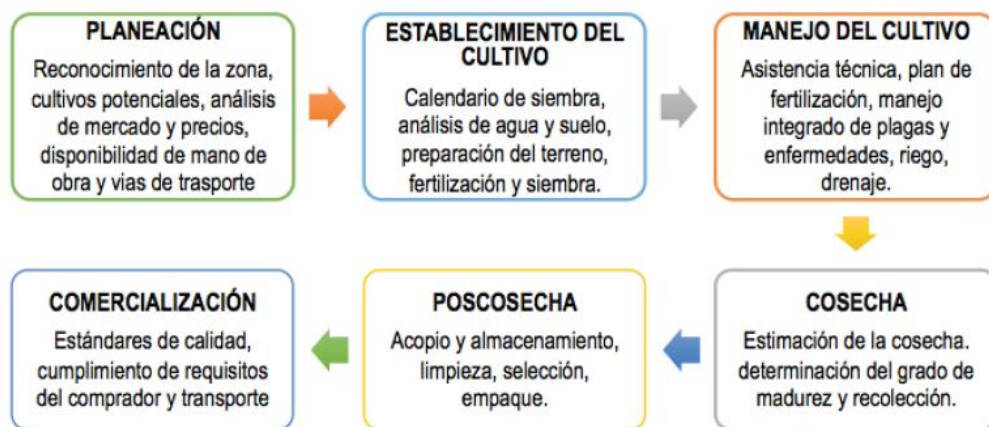 PLANEACIÓN
Reconocimiento de la zona,
cultivos potenciales, análisis
de mercado y precios,
disponibilidad de mano de
obra y vias de trasporte
ESTABLECIMIENTO DEL
CULTIVO
Calendario de siembra,
análisis de agua y suelo,
preparación del terreno,
fertilización y siembra.
MANEJO DEL CULTIVO
Asistencia técnica, plan de
fertilización, manejo
integrado de plagas y
enfermedades, riego,
drenaje.
COSECHA
Estimación de la cosecha.
determinación del grado de
madurez y recolección.
POSCOSECHA
Acopio y almacenamiento,
limpieza, selección,
empaque.
COMERCIALIZACIÓN
Estándares de calidad,
cumplimiento de requisitos
del comprador y transporte